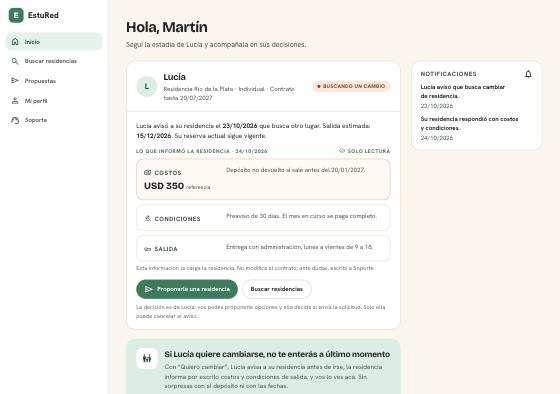 E EstuRed
Inicio
Buscar residencias
Propuestas
Mi perfil
Soporte
Hola, Martín
Seguí la estadía de Lucía y acompañala en sus decisiones.
L
Lucía
Residencia Río de la Plata · Individual · Contrato
hasta 20/07/2027
BUSCANDO UN CAMBIO
Lucía avisó a su residencia el 23/10/2026 que busca otro lugar. Salida estimada:
15/12/2026. Su reserva actual sigue vigente.
LO QUE INFORMÓ LA RESIDENCIA · 24/10/2026
SOLO LECTURA
COSTOS
USD 350 referencia
Depósito no devuelto si sale antes del 20/01/2027.
CONDICIONES
Preaviso de 30 días. El mes en curso se paga completo.
SALIDA
Entrega con administración, lunes a viernes de 9 a 18.
Esta información la carga la residencia. No modifica el contrato; ante dudas, escribí a Soporte.
Proponerle una residencia
Buscar residencias
La decisión es de Lucía: vos podés proponerle opciones y ella decide si envía la solicitud. Solo ella
puede cancelar el aviso.
Si Lucía quiere cambiarse, no te enterás a último momento
Con "Quiero cambiar", Lucía avisa a su residencia antes de irse, la residencia
informa por escrito costos y condiciones de salida, y vos lo ves acá. Sin
sorpresas con el depósito ni con las fechas.
NOTIFICACIONES
Lucía avisó que busca cambiar
de residencia.
23/10/2026
Su residencia respondió con costos
y condiciones.
24/10/2026